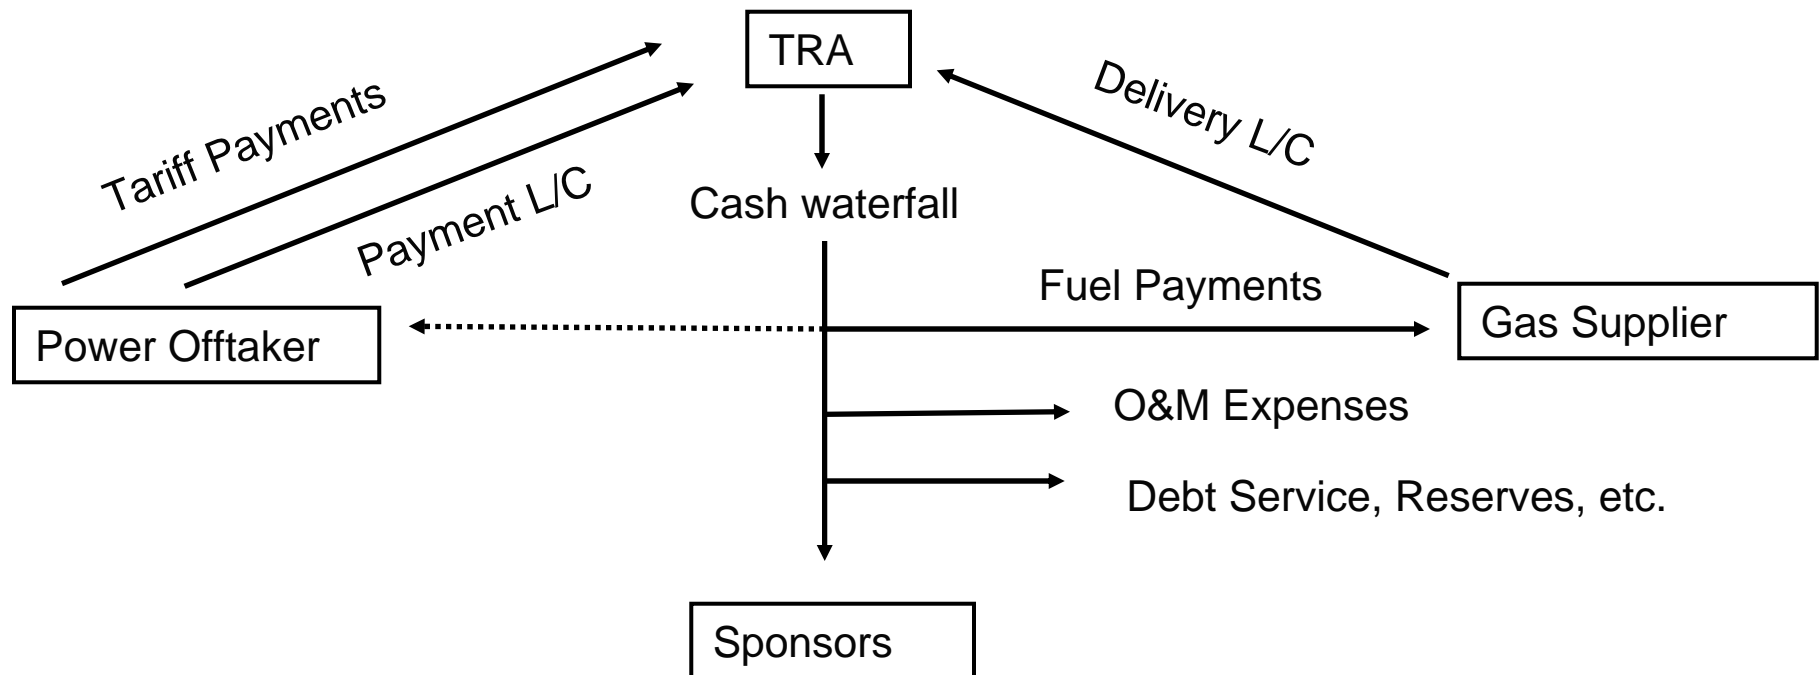 TRA
Tariff Payments
Payment L/C
Delivery L/C
Cash waterfall
Fuel Payments
Power Offtaker
Gas Supplier
O&M Expenses
Debt Service, Reserves, etc.
Sponsors